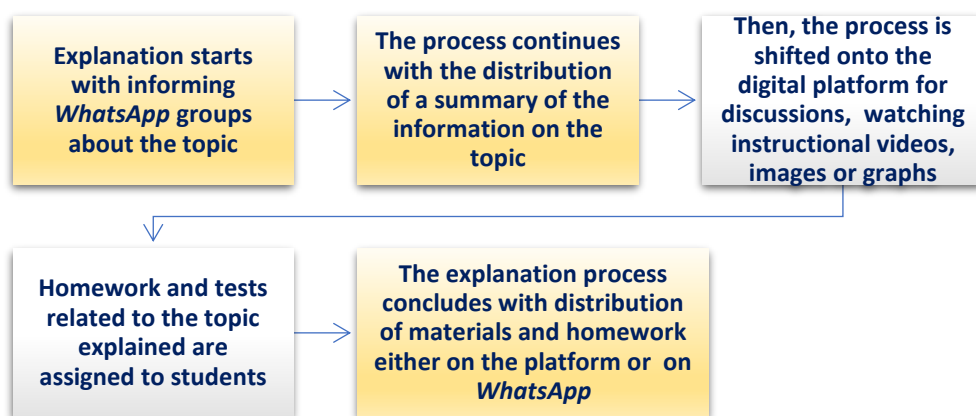 Explanation starts
with informing
WhatsApp groups
about the topic
The process continues
with the distribution
of a summary of the
information on the
topic
Then, the process is
shifted onto the
digital platform for
discussions, watching
instructional videos,
images or graphs
Homework and tests
related to the topic
explained are
assigned to students
The explanation process
concludes with distribution
of materials and homework
either on the platform or on
WhatsApp